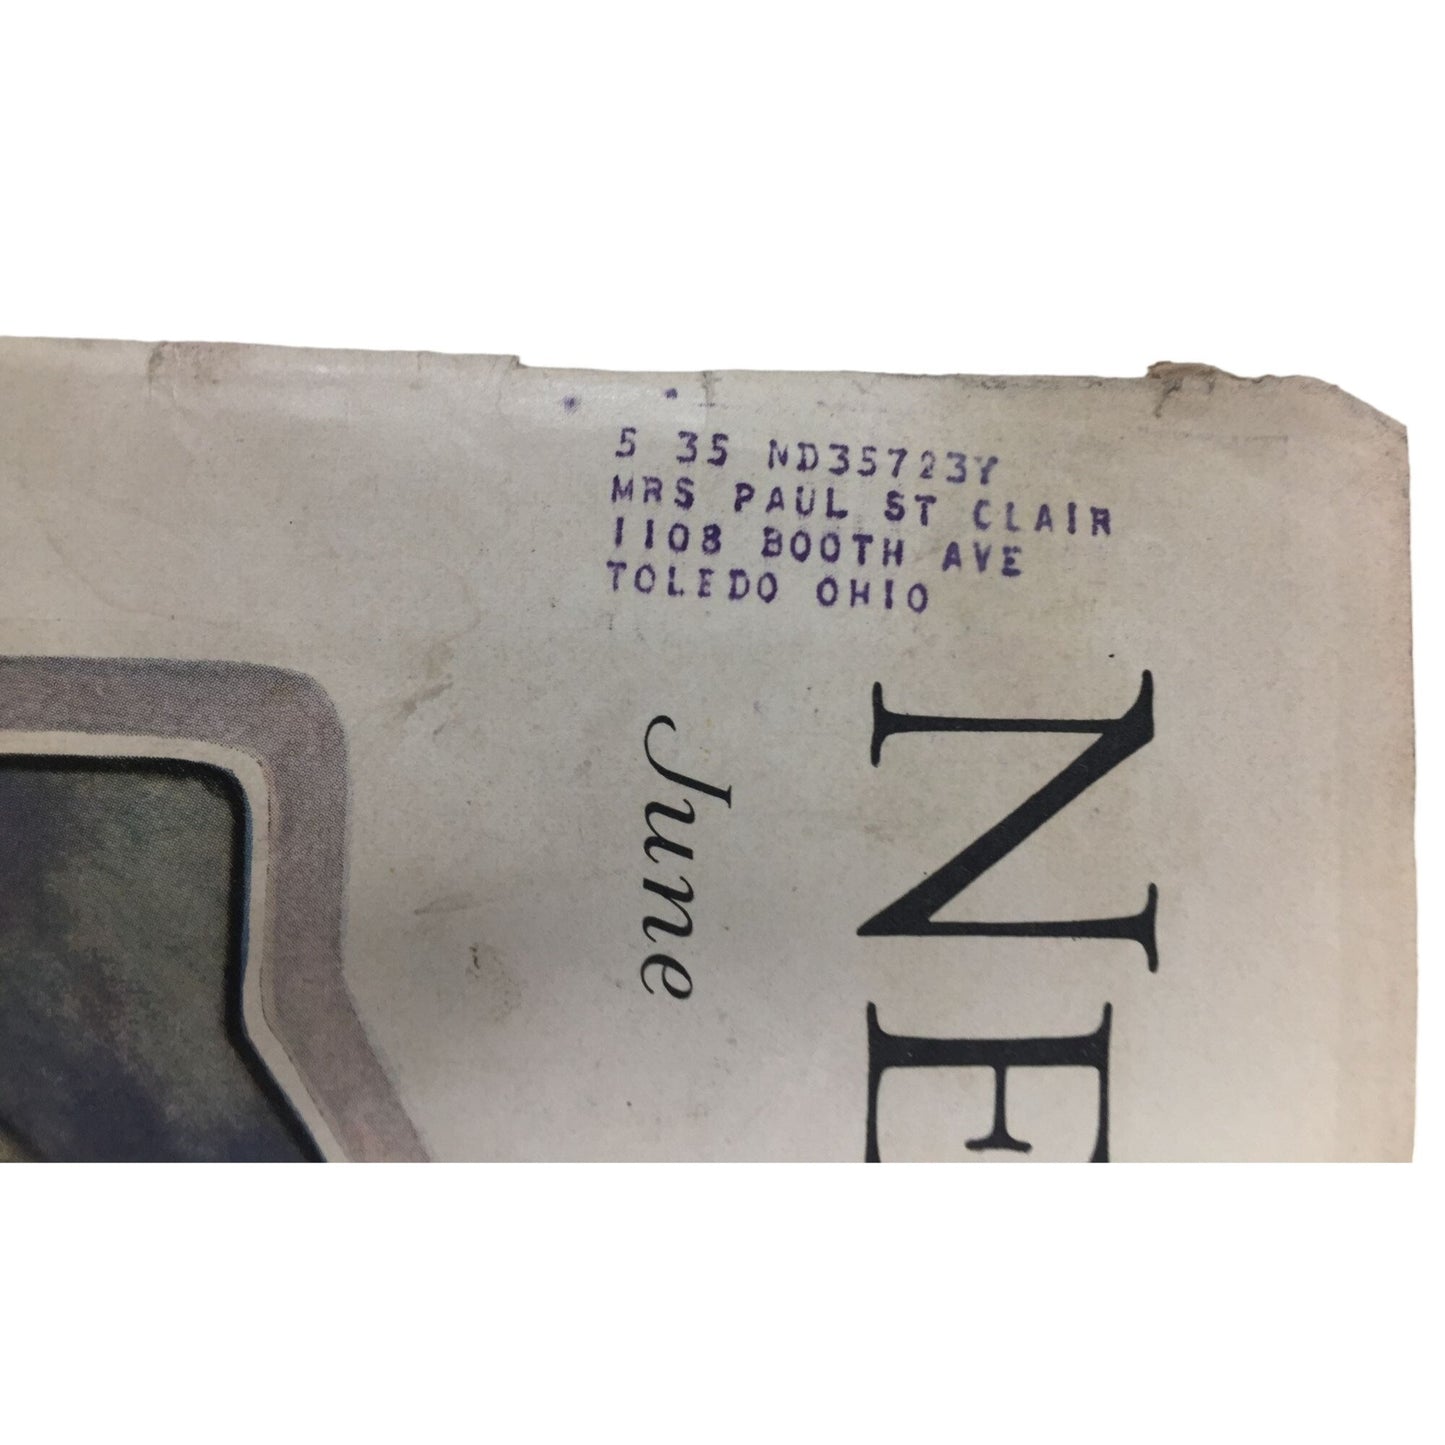 5 35 ND35723Y
MRS PAUL ST CLAIR
1108 BOOTH AVE
TOLEDO OHIO
June
NE